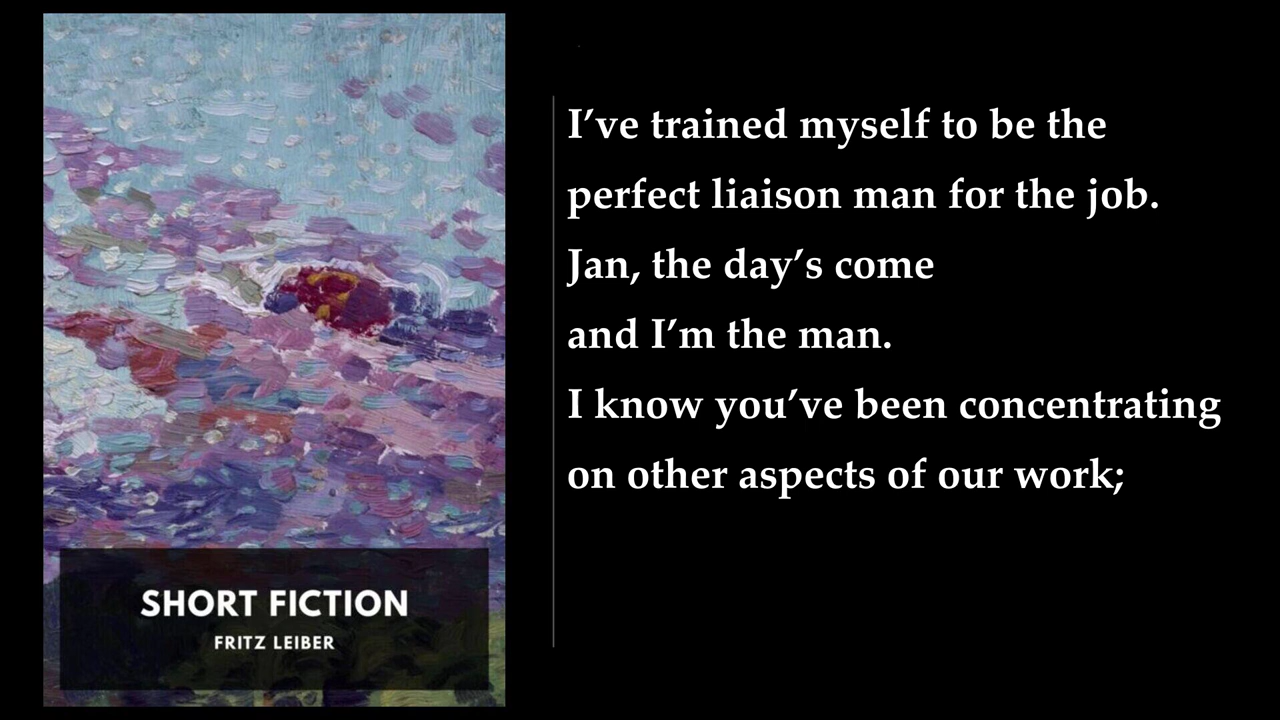 I’ve trained myself to be the
perfect liaison man for the job.
Jan, the day’s come
and I’m the man.
I know you’ve been concentrating
on other aspects of our work;
SHORT FICTION
FRITZ LEIBER